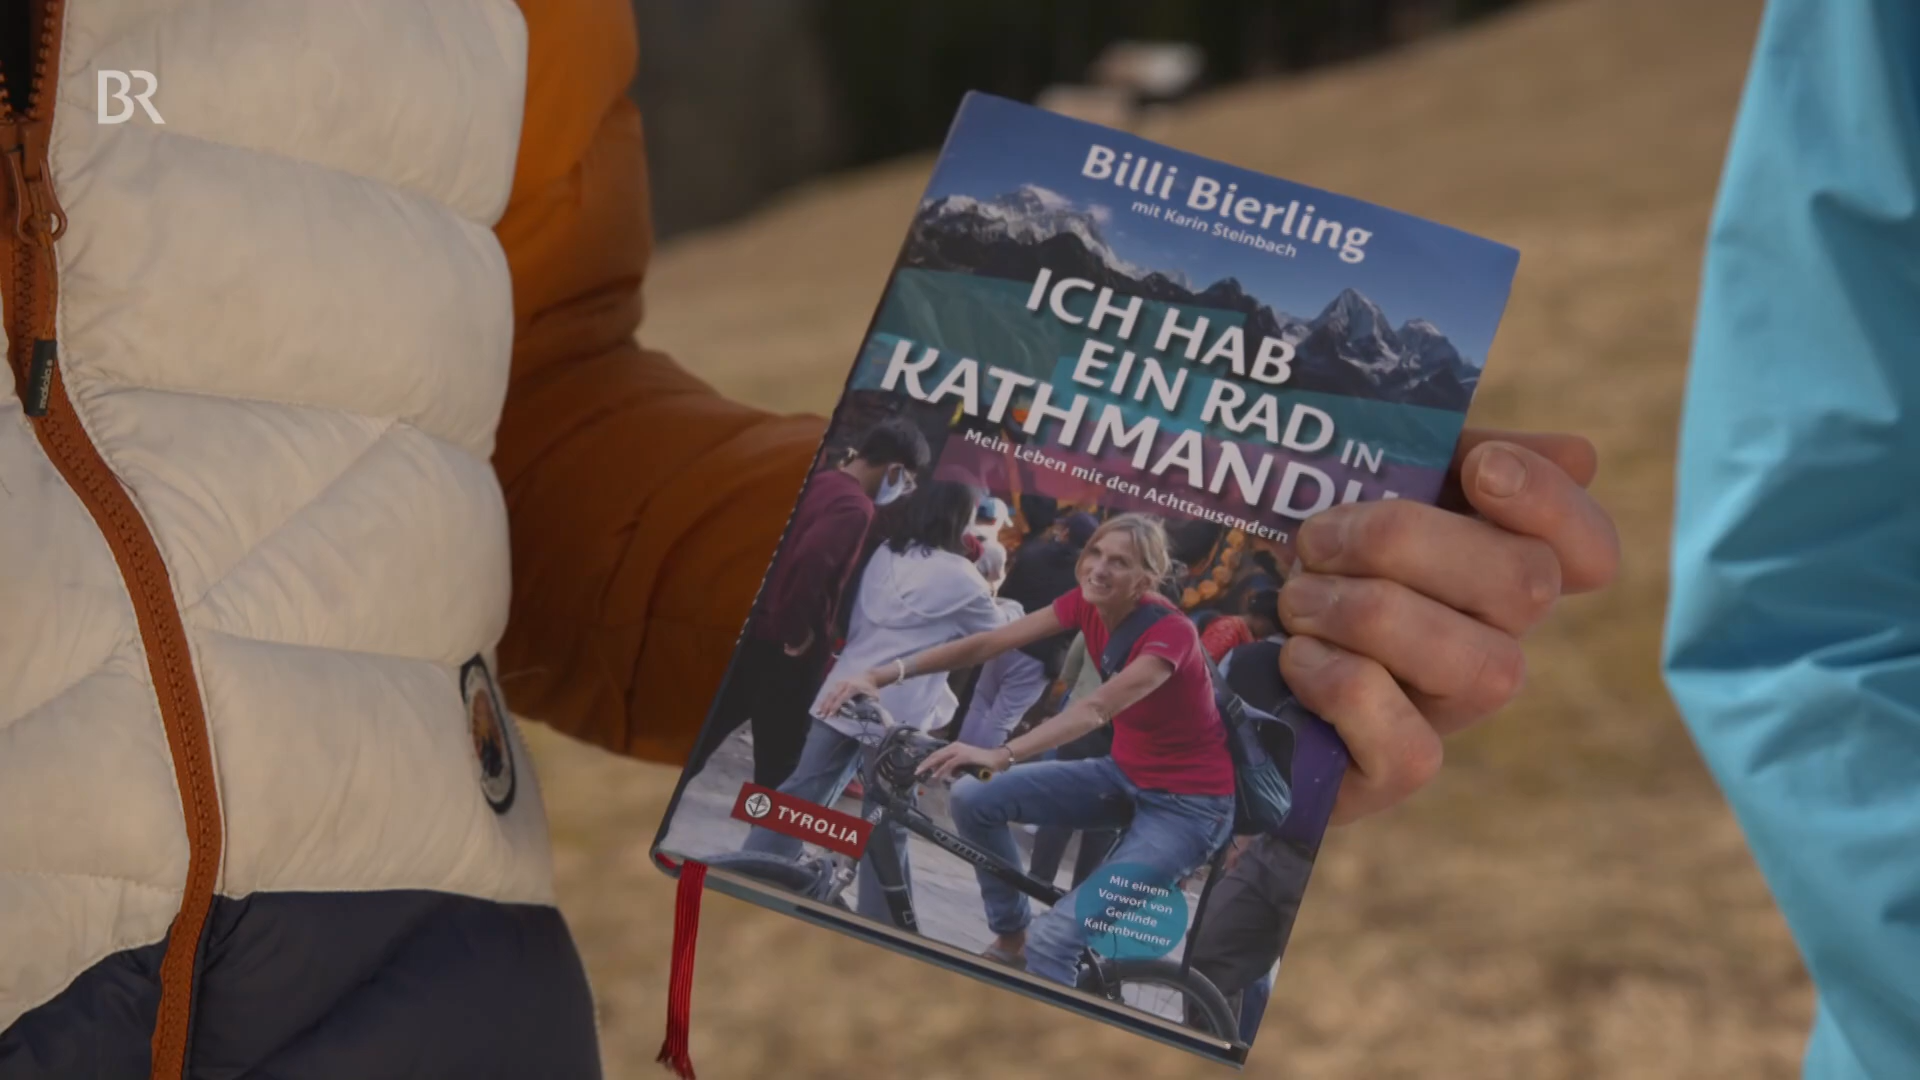 BR
Billi Bierling
mit Karin Steinbach
ICH HAB
EIN RAD IN
KATHMANDU
Mein Leben mit den Achttausendern
TYROLIA
Mit einem
Vorwort von
Gerlinde
Kaltenbrunner